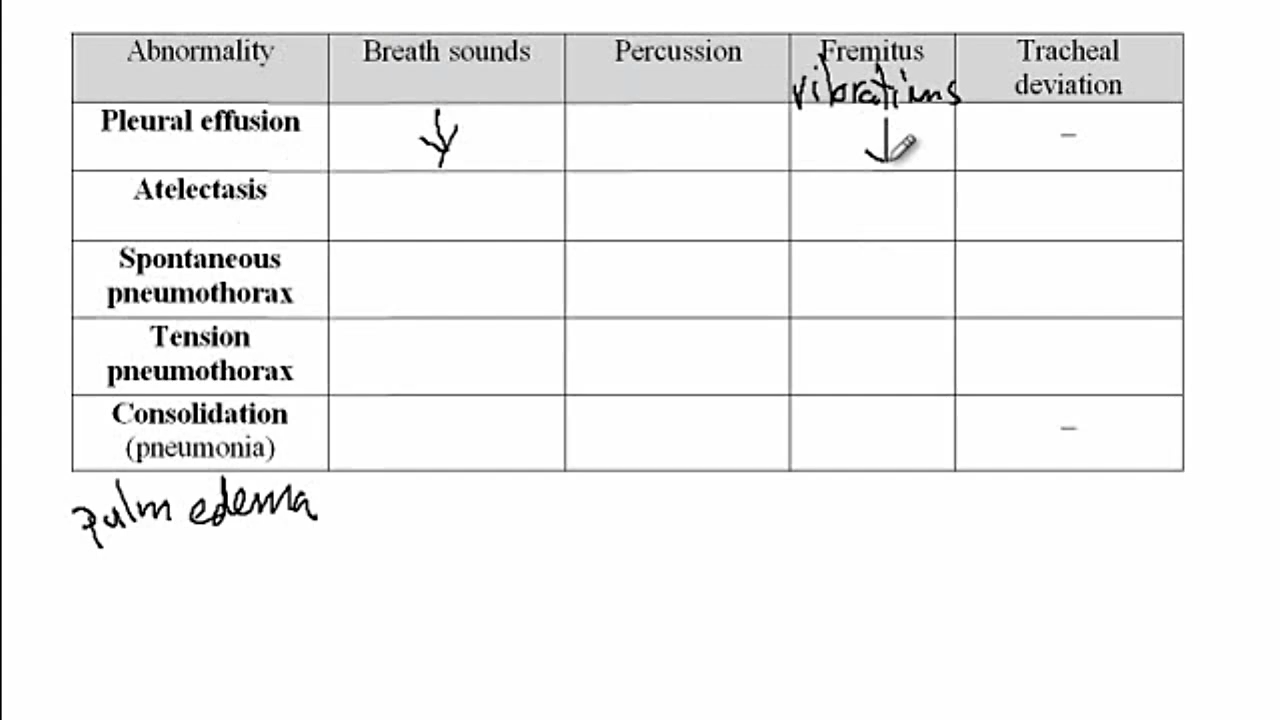 Abnormality Breath sounds Percussion Fremitus Tracheal deviation
vibrations
Pleural effusion ↓ ↓ –
Atelectasis
Spontaneous pneumothorax
Tension pneumothorax
Consolidation (pneumonia) –
pulm edema